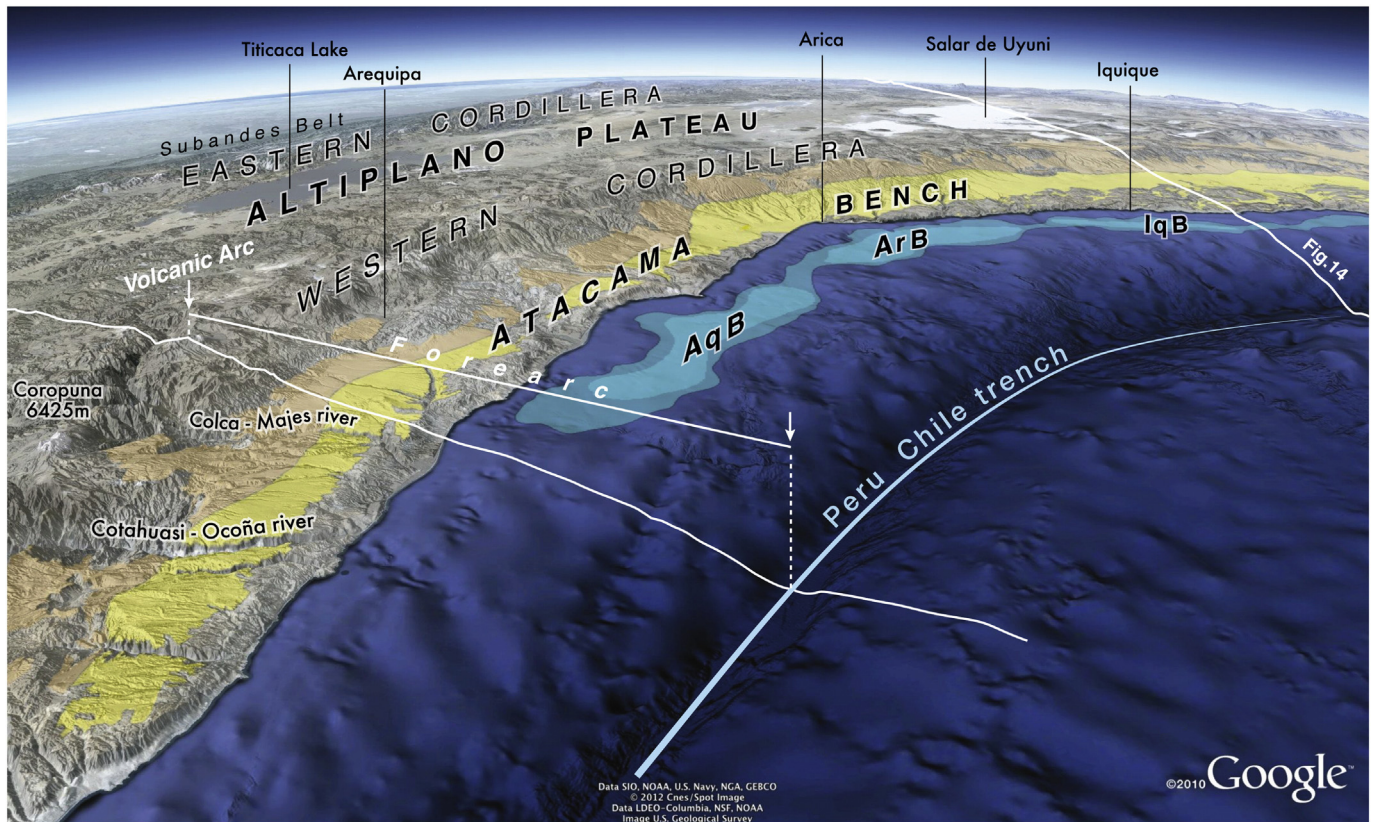 Titicaca Lake
Arequipa
Arica
Salar de Uyuni
Iquique
Subandes Belt
EASTERN CORDILLERA
ALTIPLANO PLATEAU
WESTERN CORDILLERA
ATACAMA BENCH
Volcanic Arc
Forearc
ArB
IqB
AqB
Fig.14
Coropuna
6425m
Colca - Majes river
Cotahuasi - Ocoña river
Peru Chile trench
Data SIO, NOAA, U.S. Navy, NGA, GEBCO
© 2012 Cnes/Spot Image
Data LDEO-Columbia, NSF, NOAA
Image U.S. Geological Survey
©2010 Google™